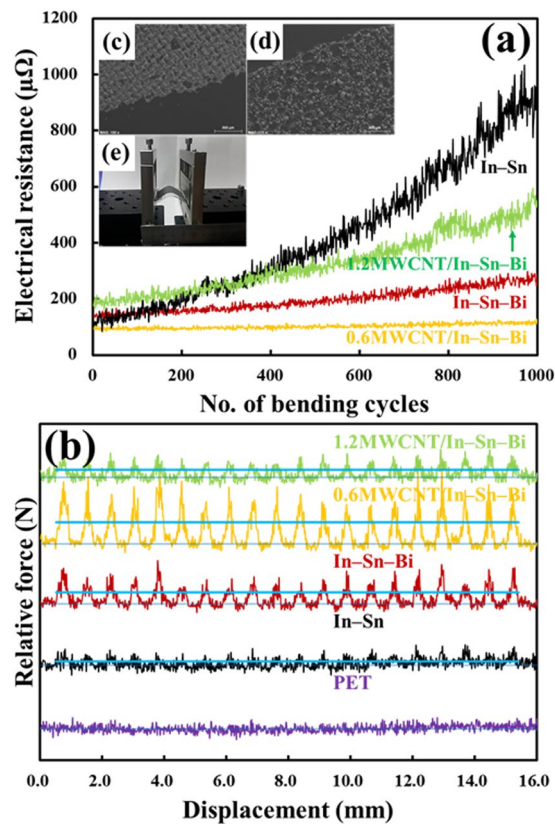 (a)
(c)
(d)
(e)
Electrical resistance (μΩ)
1200
1000
800
600
400
200
0
In–Sn
1.2MWCNT/In–Sn–Bi
In–Sn–Bi
0.6MWCNT/In–Sn–Bi
0 200 400 600 800 1000
No. of bending cycles
(b)
Relative force (N)
1.2MWCNT/In–Sn–Bi
0.6MWCNT/In–Sn–Bi
In–Sn–Bi
In–Sn
PET
0.0 2.0 4.0 6.0 8.0 10.0 12.0 14.0 16.0
Displacement (mm)